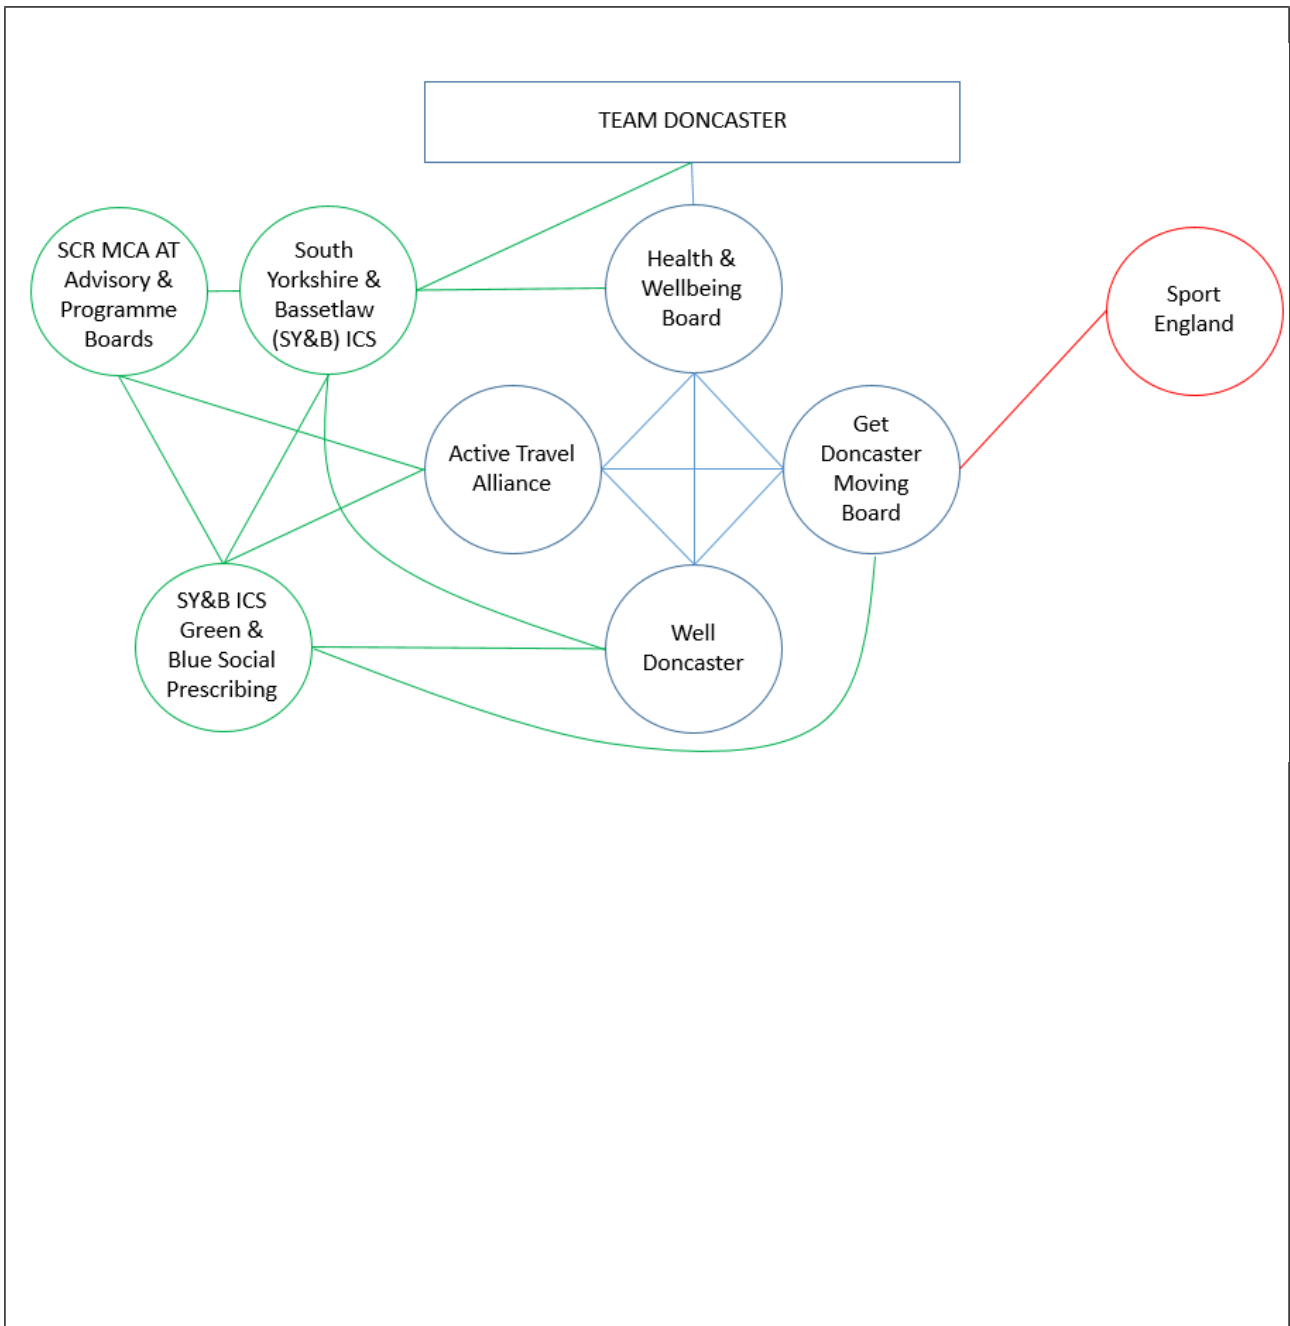 TEAM DONCASTER
SCR MCA AT
Advisory &
Programme
Boards
South
Yorkshire &
Bassetlaw
(SY&B) ICS
Health &
Wellbeing
Board
Sport
England
Active Travel
Alliance
Get
Doncaster
Moving
Board
SY&B ICS
Green &
Blue Social
Prescribing
Well
Doncaster